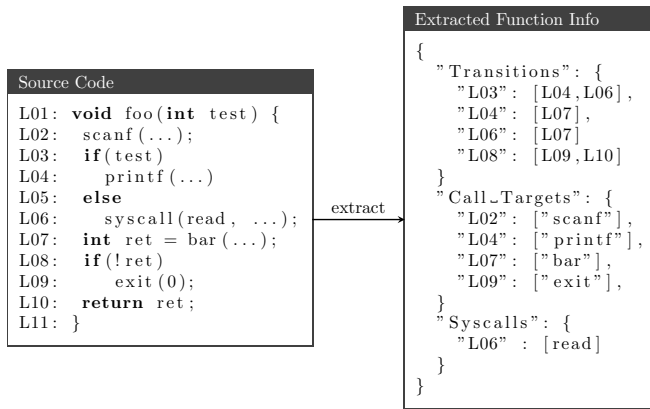 Source Code
L01: void foo(int test) {
L02: scanf(...);
L03: if(test)
L04: printf(...)
L05: else
L06: syscall(read, ...);
L07: int ret = bar(...);
L08: if(!ret)
L09: exit(0);
L10: return ret;
L11: }
extract
Extracted Function Info
{
"Transitions": {
"L03": [L04,L06],
"L04": [L07],
"L06": [L07]
"L08": [L09,L10]
}
"Call_Targets": {
"L02": ["scanf"],
"L04": ["printf"],
"L07": ["bar"],
"L09": ["exit"],
}
"Syscalls": {
"L06" : [read]
}
}